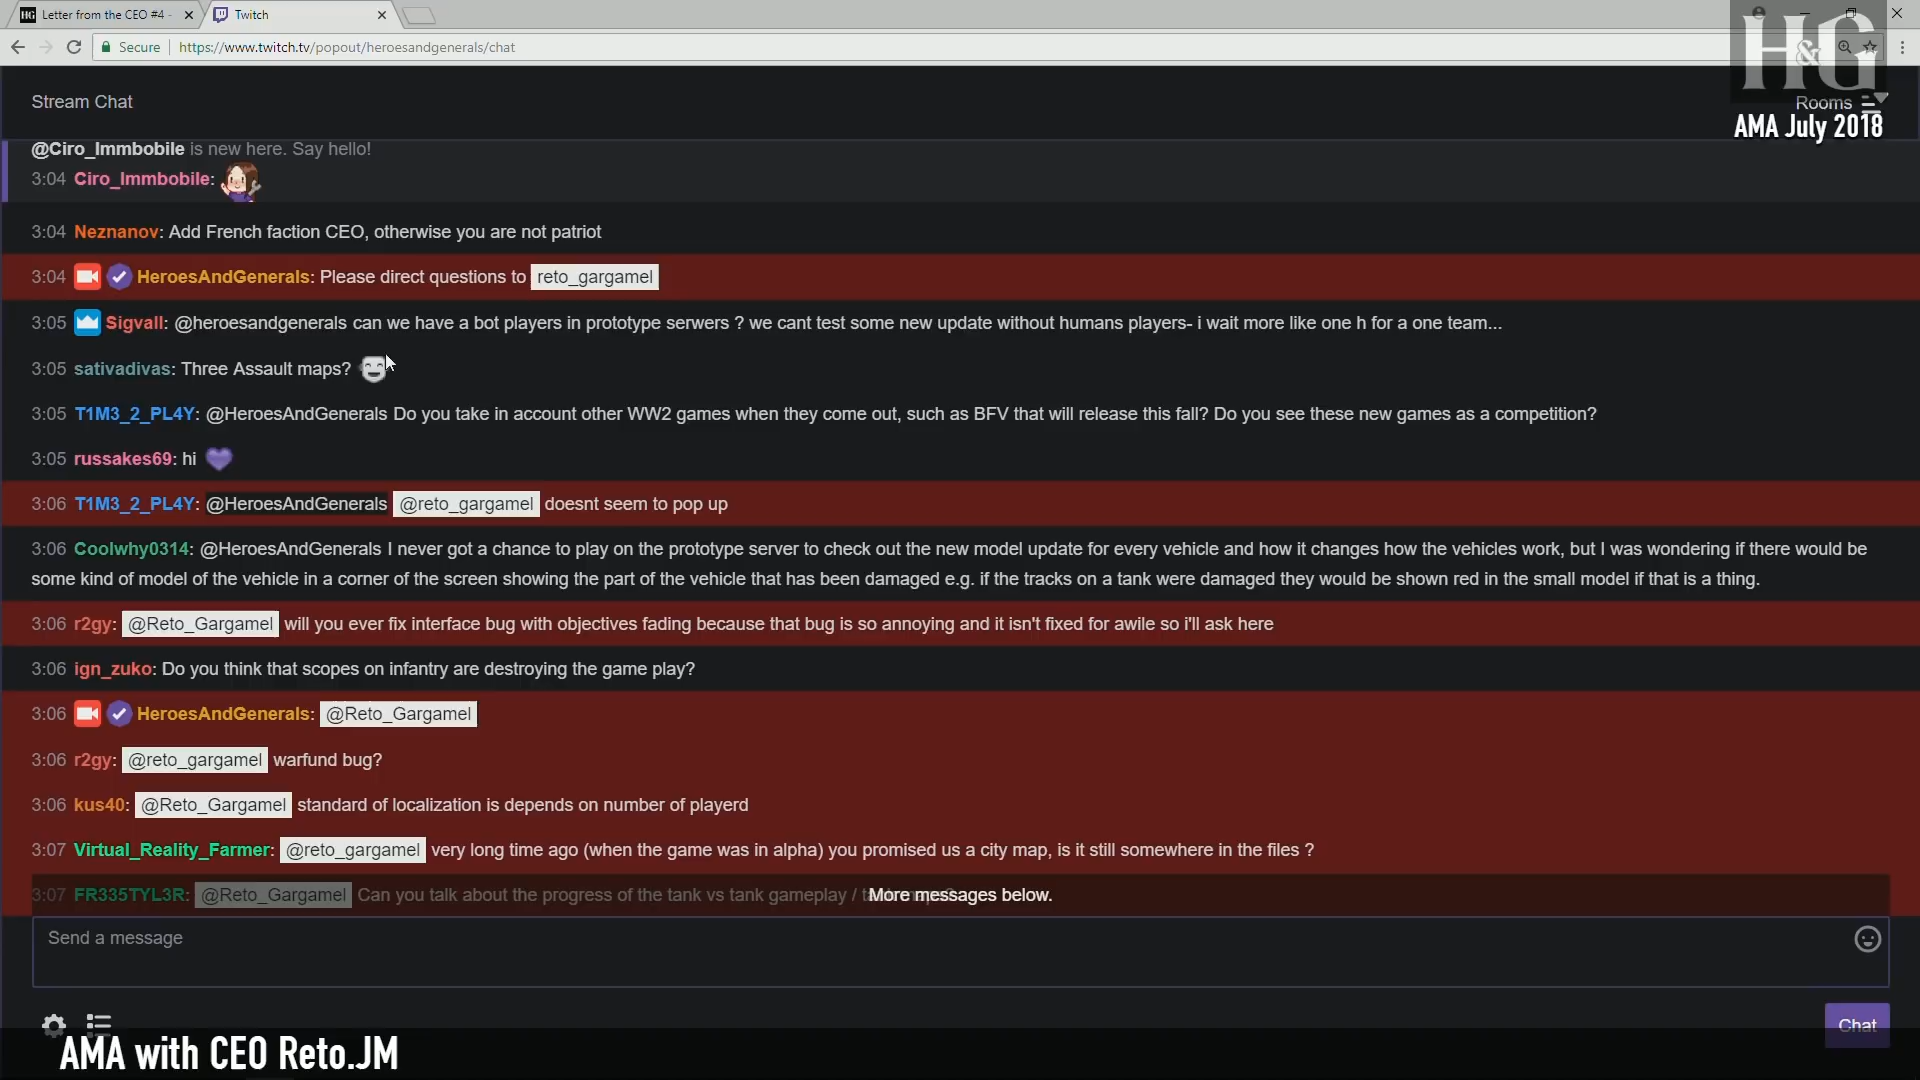 Letter from the CEO #4 -
Twitch
Secure
https://www.twitch.tv/popout/heroesandgenerals/chat
H&G
Stream Chat
Rooms
AMA July 2018
@Ciro_Immbobile is new here. Say hello!
3:04 Ciro_Immbobile:
3:04 Neznanov: Add French faction CEO, otherwise you are not patriot
3:04 HeroesAndGenerals: Please direct questions to reto_gargamel
3:05 Sigvall: @heroesandgenerals can we have a bot players in prototype serwers ? we cant test some new update without humans players- i wait more like one h for a one team...
3:05 sativadivas: Three Assault maps?
3:05 T1M3_2_PL4Y: @HeroesAndGenerals Do you take in account other WW2 games when they come out, such as BFV that will release this fall? Do you see these new games as a competition?
3:05 russakes69: hi
3:06 T1M3_2_PL4Y: @HeroesAndGenerals @reto_gargamel doesnt seem to pop up
3:06 Coolwhy0314: @HeroesAndGenerals I never got a chance to play on the prototype server to check out the new model update for every vehicle and how it changes how the vehicles work, but I was wondering if there would be
some kind of model of the vehicle in a corner of the screen showing the part of the vehicle that has been damaged e.g. if the tracks on a tank were damaged they would be shown red in the small model if that is a thing.
3:06 r2gy: @Reto_Gargamel will you ever fix interface bug with objectives fading because that bug is so annoying and it isn't fixed for awile so i'll ask here
3:06 ign_zuko: Do you think that scopes on infantry are destroying the game play?
3:06 HeroesAndGenerals: @Reto_Gargamel
3:06 r2gy: @reto_gargamel warfund bug?
3:06 kus40: @Reto_Gargamel standard of localization is depends on number of playerd
3:07 Virtual_Reality_Farmer: @reto_gargamel very long time ago (when the game was in alpha) you promised us a city map, is it still somewhere in the files ?
3:07 FR335TYL3R: @Reto_Gargamel Can you talk about the progress of the tank vs tank gameplay /
More messages below.
Send a message
Chat
AMA with CEO Reto.JM